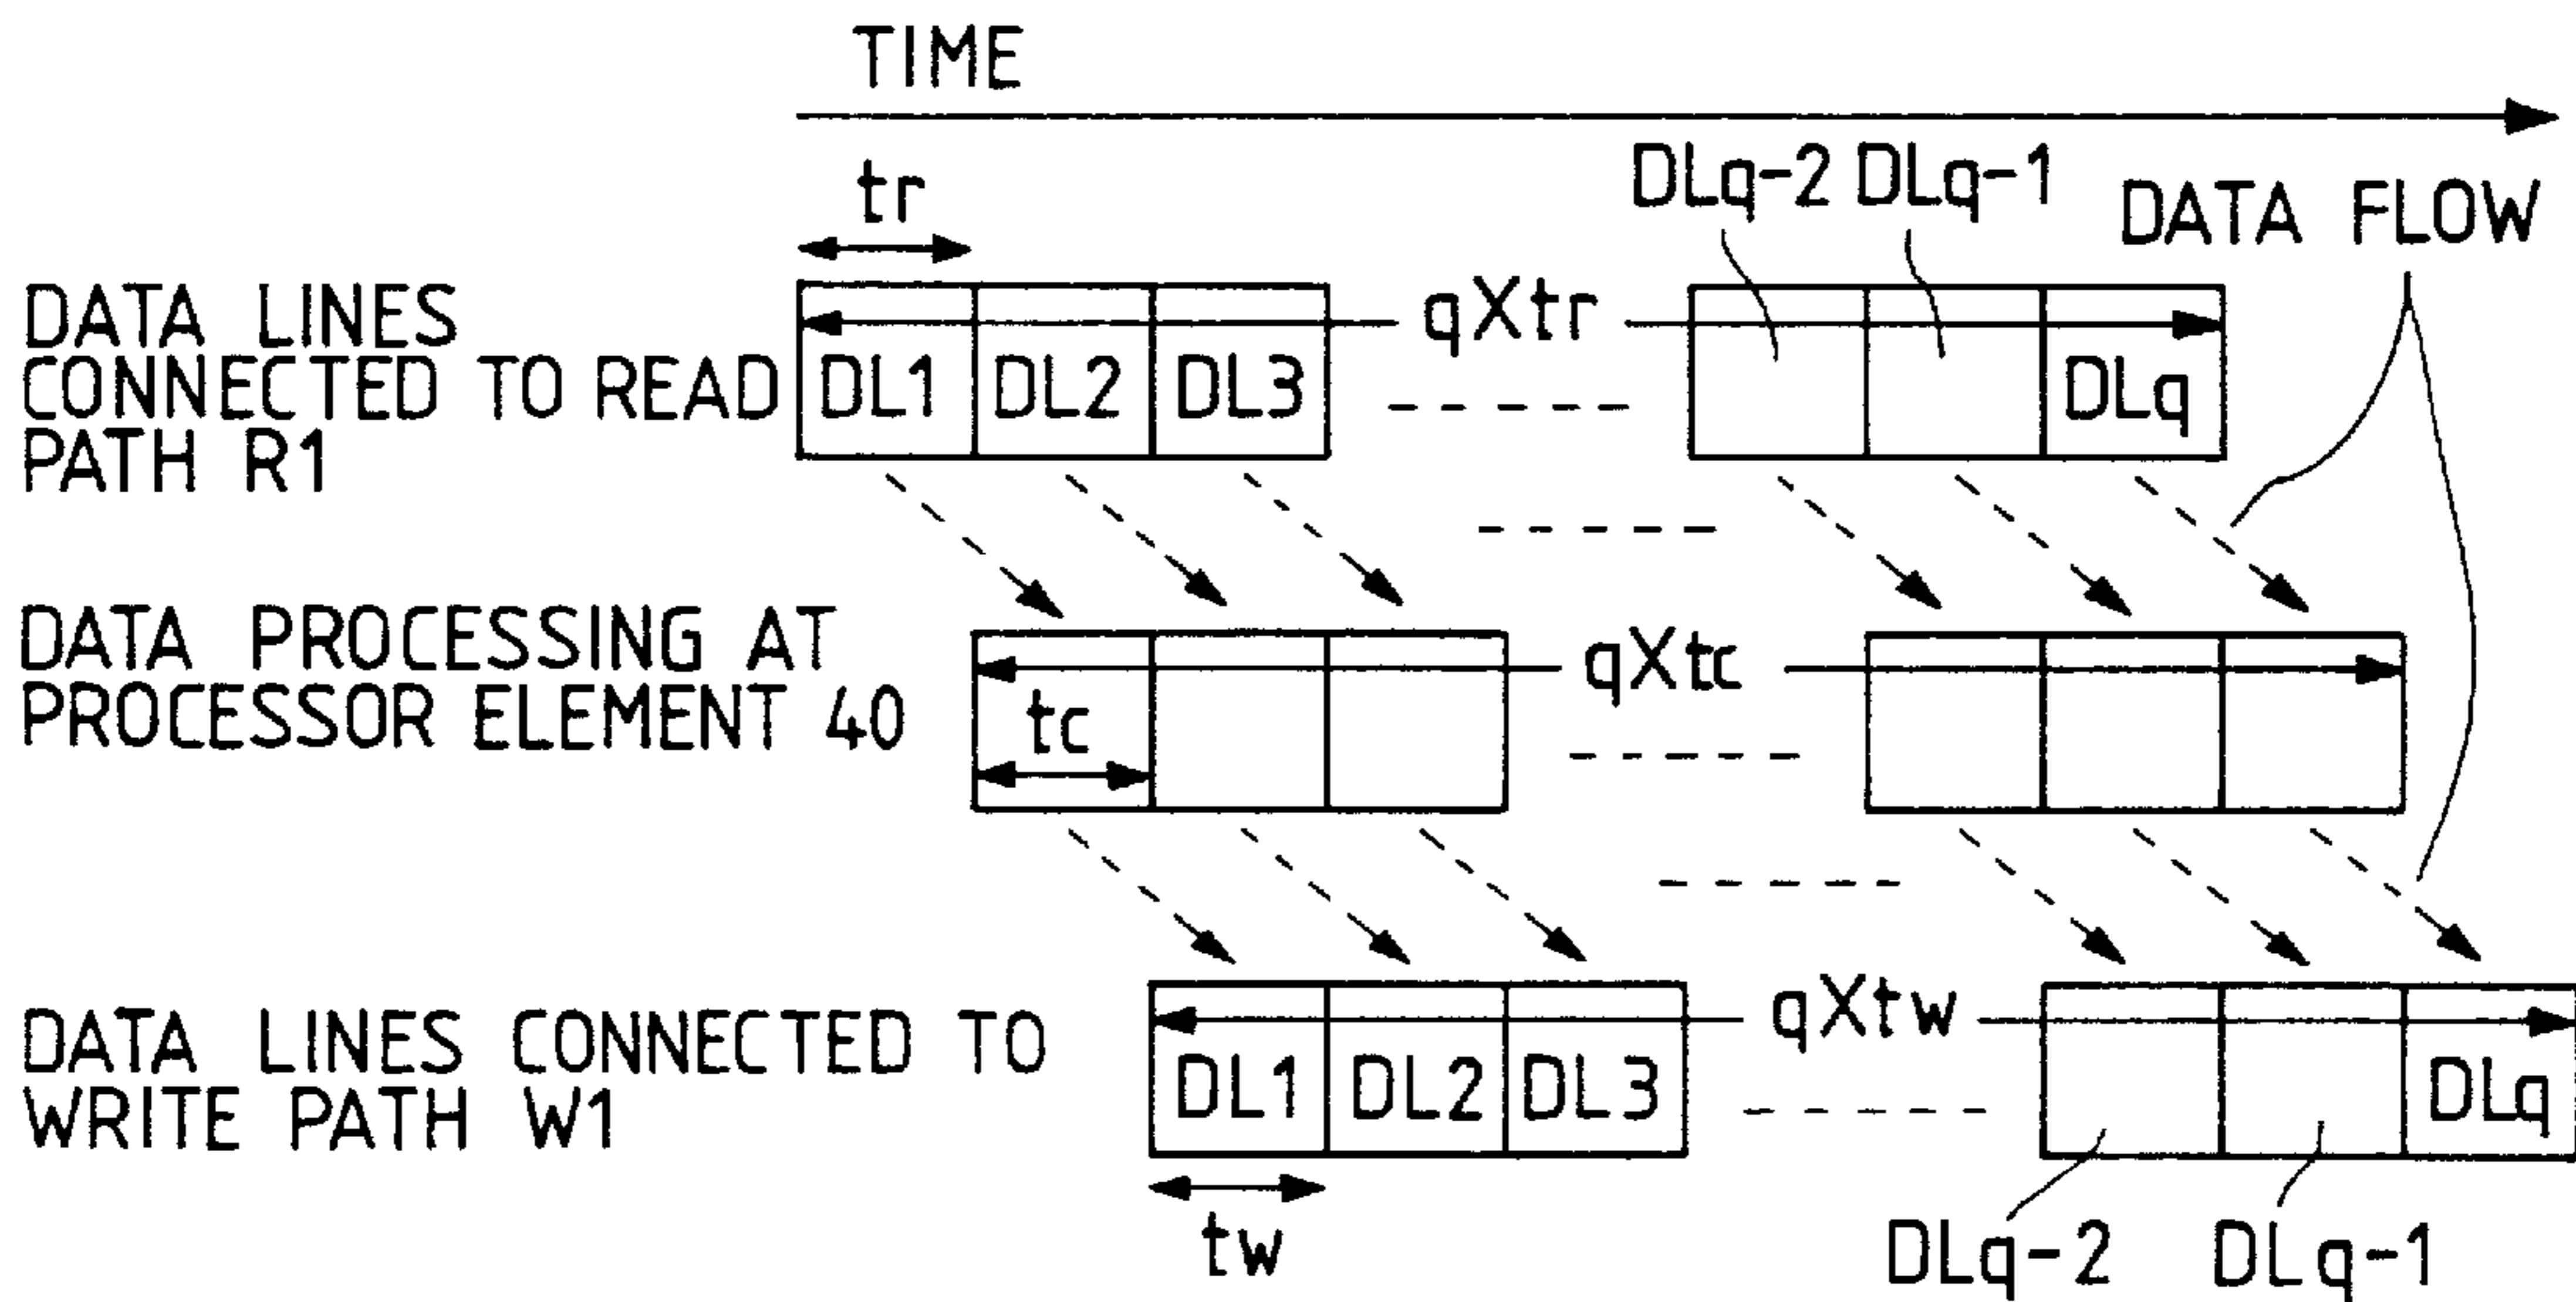 TIME
tr
DLq-2 DLq-1
DATA FLOW
DATA LINES
CONNECTED TO READ
PATH R1
qXtr
DL1 DL2 DL3
DLq
DATA PROCESSING AT
PROCESSOR ELEMENT 40
qXtc
tc
DATA LINES CONNECTED TO
WRITE PATH W1
qXtw
DL1 DL2 DL3
DLq
tw
DLq-2 DLq-1